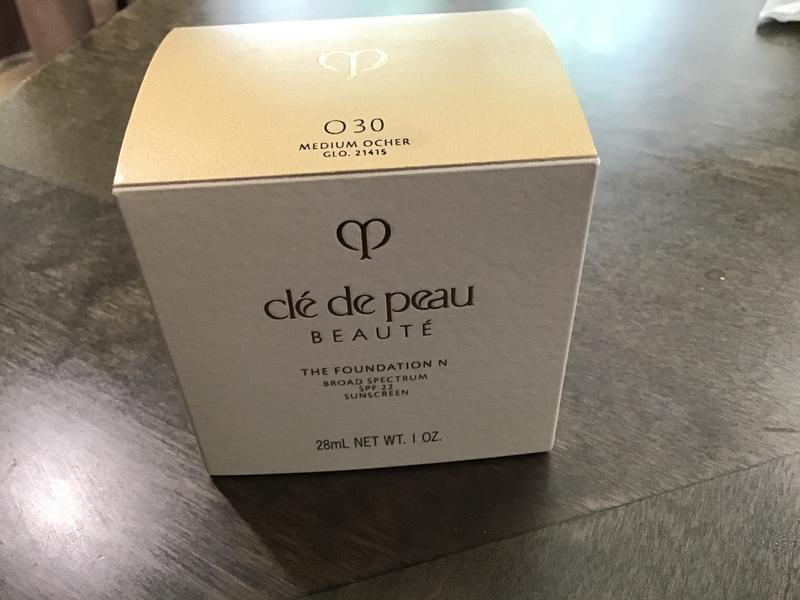 O30
MEDIUM OCHER
GLO. 21415
clé de peau
BEAUTÉ
THE FOUNDATION N
BROAD SPECTRUM
SPF 22
SUNSCREEN
28mL NET WT. 1 OZ.